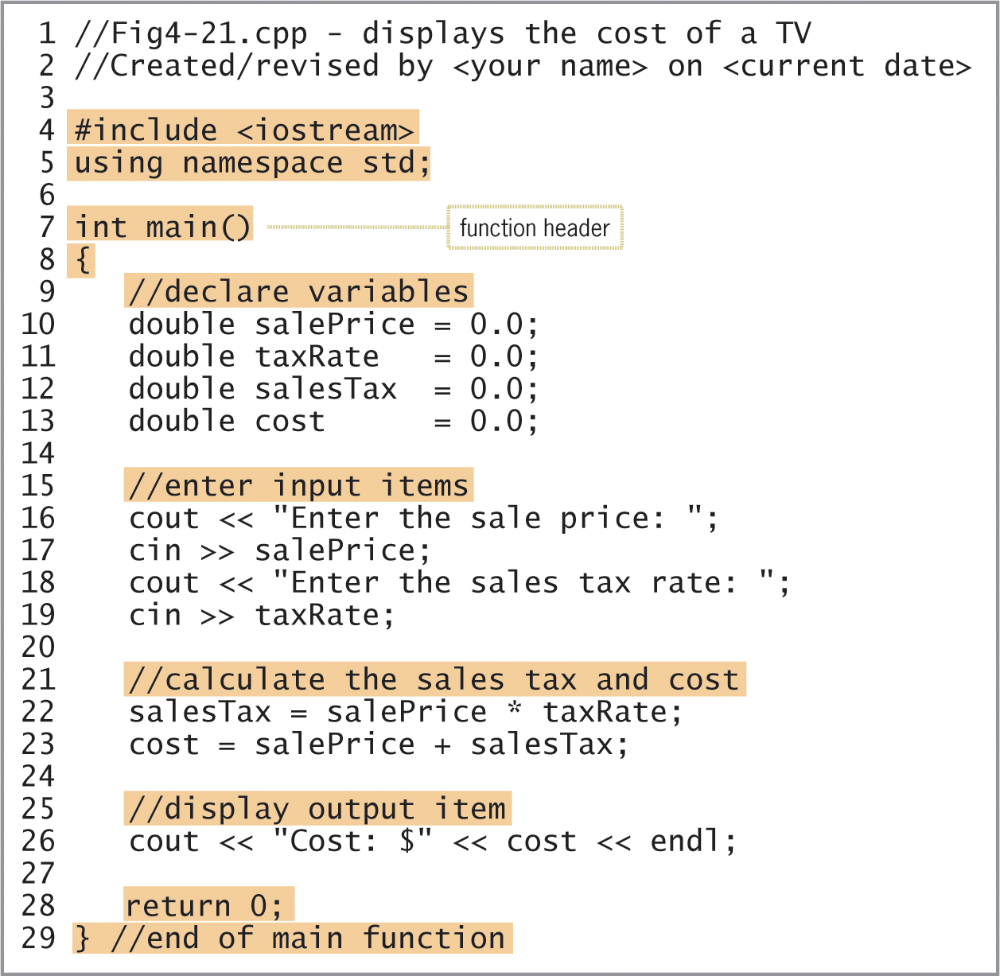 1 //Fig4-21.cpp - displays the cost of a TV
2 //Created/revised by <your name> on <current date>
3
4 #include <iostream>
5 using namespace std;
6
7 int main() function header
8 {
9    //declare variables
10    double salePrice = 0.0;
11    double taxRate   = 0.0;
12    double salesTax  = 0.0;
13    double cost      = 0.0;
14
15    //enter input items
16    cout << "Enter the sale price: ";
17    cin >> salePrice;
18    cout << "Enter the sales tax rate: ";
19    cin >> taxRate;
20
21    //calculate the sales tax and cost
22    salesTax = salePrice * taxRate;
23    cost = salePrice + salesTax;
24
25    //display output item
26    cout << "Cost: $" << cost << endl;
27
28    return 0;
29 } //end of main function